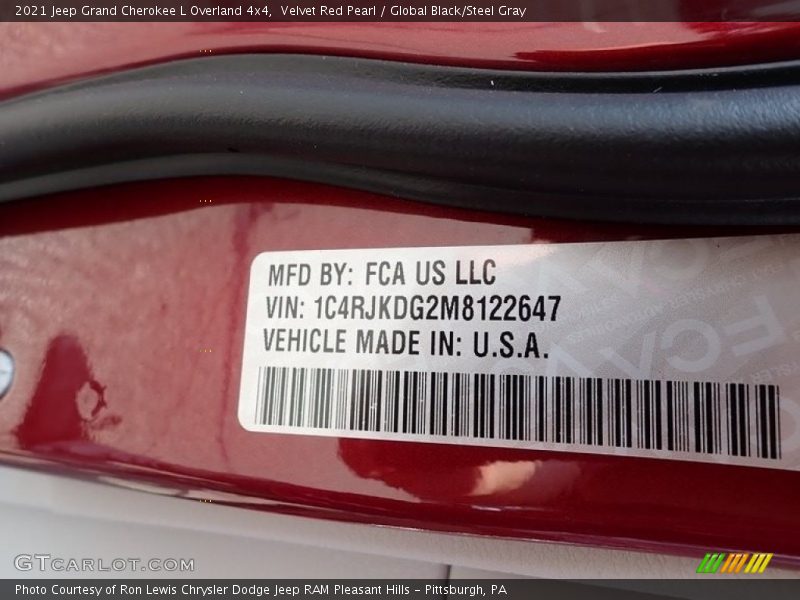 2021 Jeep Grand Cherokee L Overland 4x4, Velvet Red Pearl / Global Black/Steel Gray
MFD BY: FCA US LLC
VIN: 1C4RJKDG2M8122647
VEHICLE MADE IN: U.S.A.
GTCARLOT.COM
Photo Courtesy of Ron Lewis Chrysler Dodge Jeep RAM Pleasant Hills - Pittsburgh, PA